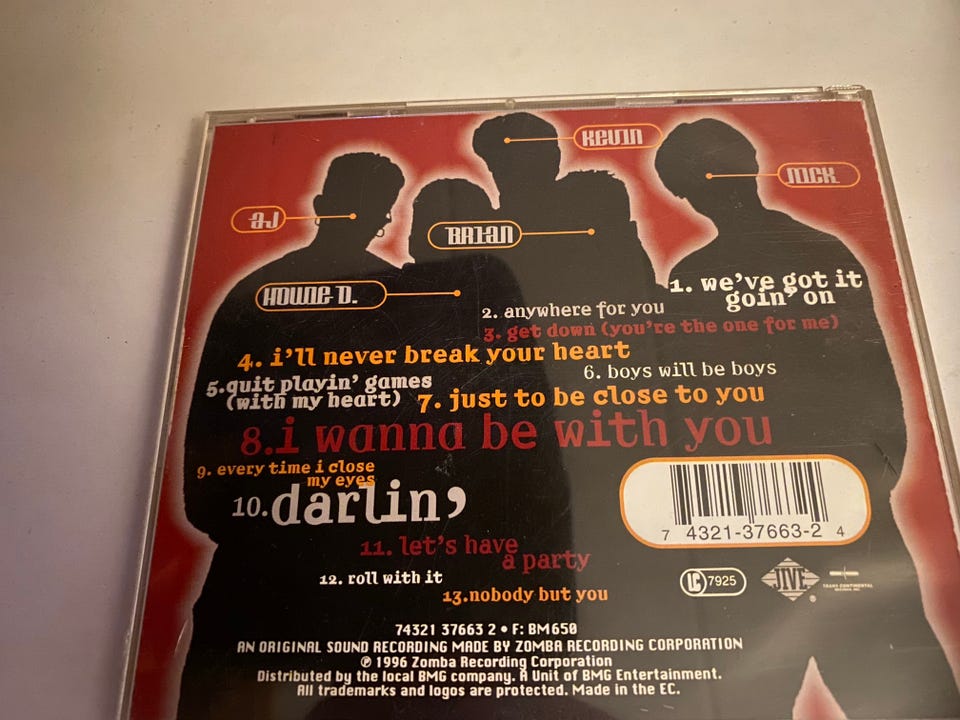 KEVIN
NICK
AJ
BRIAN
HOWIE D.
1. we've got it
goin' on
2. anywhere for you
3. get down (you're the one for me)
4. i'll never break your heart
5. quit playin' games
(with my heart)
6. boys will be boys
7. just to be close to you
8. i wanna be with you
9. every time i close
my eyes
10. darlin'
11. let's have
a party
12. roll with it
13. nobody but you
7 4321-37663-2 4
LC 7925
JIVE ®
TRANS CONTINENTAL
RECORDS, INC.
74321 37663 2 • F: BM650
AN ORIGINAL SOUND RECORDING MADE BY ZOMBA RECORDING CORPORATION
℗ 1996 Zomba Recording Corporation
Distributed by the local BMG company. A Unit of BMG Entertainment.
All trademarks and logos are protected. Made in the EC.